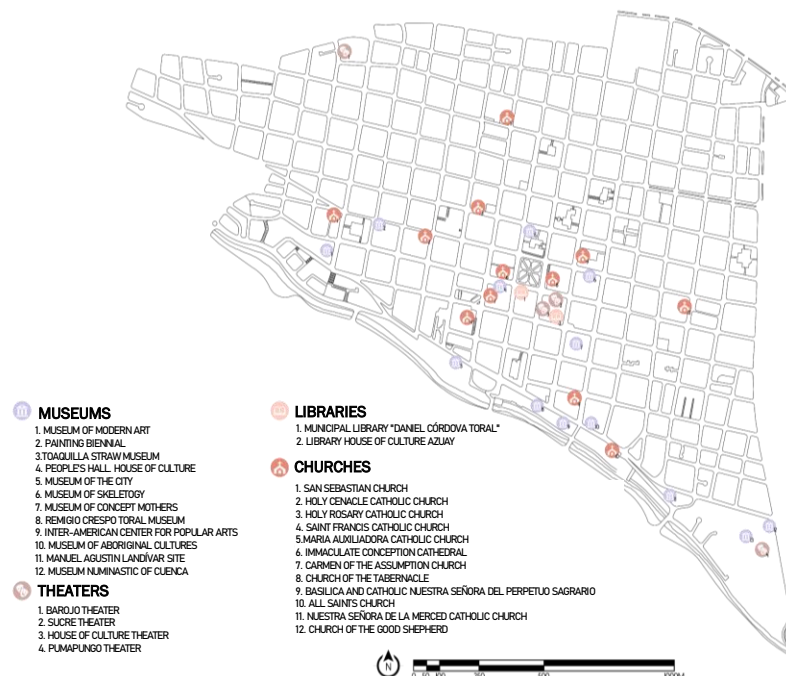 MUSEUMS
1. MUSEUM OF MODERN ART
2. PAINTING BIENNIAL
3.TOAQUILLA STRAW MUSEUM
4. PEOPLE'S HALL. HOUSE OF CULTURE
5. MUSEUM OF THE CITY
6. MUSEUM OF SKELETOGY
7. MUSEUM OF CONCEPT MOTHERS
8. REMIGIO CRESPO TORAL MUSEUM
9. INTER-AMERICAN CENTER FOR POPULAR ARTS
10. MUSEUM OF ABORIGINAL CULTURES
11. MANUEL AGUSTIN LANDÍVAR SITE
12. MUSEUM NUMINASTIC OF CUENCA
THEATERS
1. BAROJO THEATER
2. SUCRE THEATER
3. HOUSE OF CULTURE THEATER
4. PUMAPUNGO THEATER
LIBRARIES
1. MUNICIPAL LIBRARY "DANIEL CÓRDOVA TORAL"
2. LIBRARY HOUSE OF CULTURE AZUAY
CHURCHES
1. SAN SEBASTIAN CHURCH
2. HOLY CENACLE CATHOLIC CHURCH
3. HOLY ROSARY CATHOLIC CHURCH
4. SAINT FRANCIS CATHOLIC CHURCH
5.MARIA AUXILIADORA CATHOLIC CHURCH
6. IMMACULATE CONCEPTION CATHEDRAL
7. CARMEN OF THE ASSUMPTION CHURCH
8. CHURCH OF THE TABERNACLE
9. BASILICA AND CATHOLIC NUESTRA SEÑORA DEL PERPETUO SAGRARIO
10. ALL SAINTS CHURCH
11. NUESTRA SEÑORA DE LA MERCED CATHOLIC CHURCH
12. CHURCH OF THE GOOD SHEPHERD
N